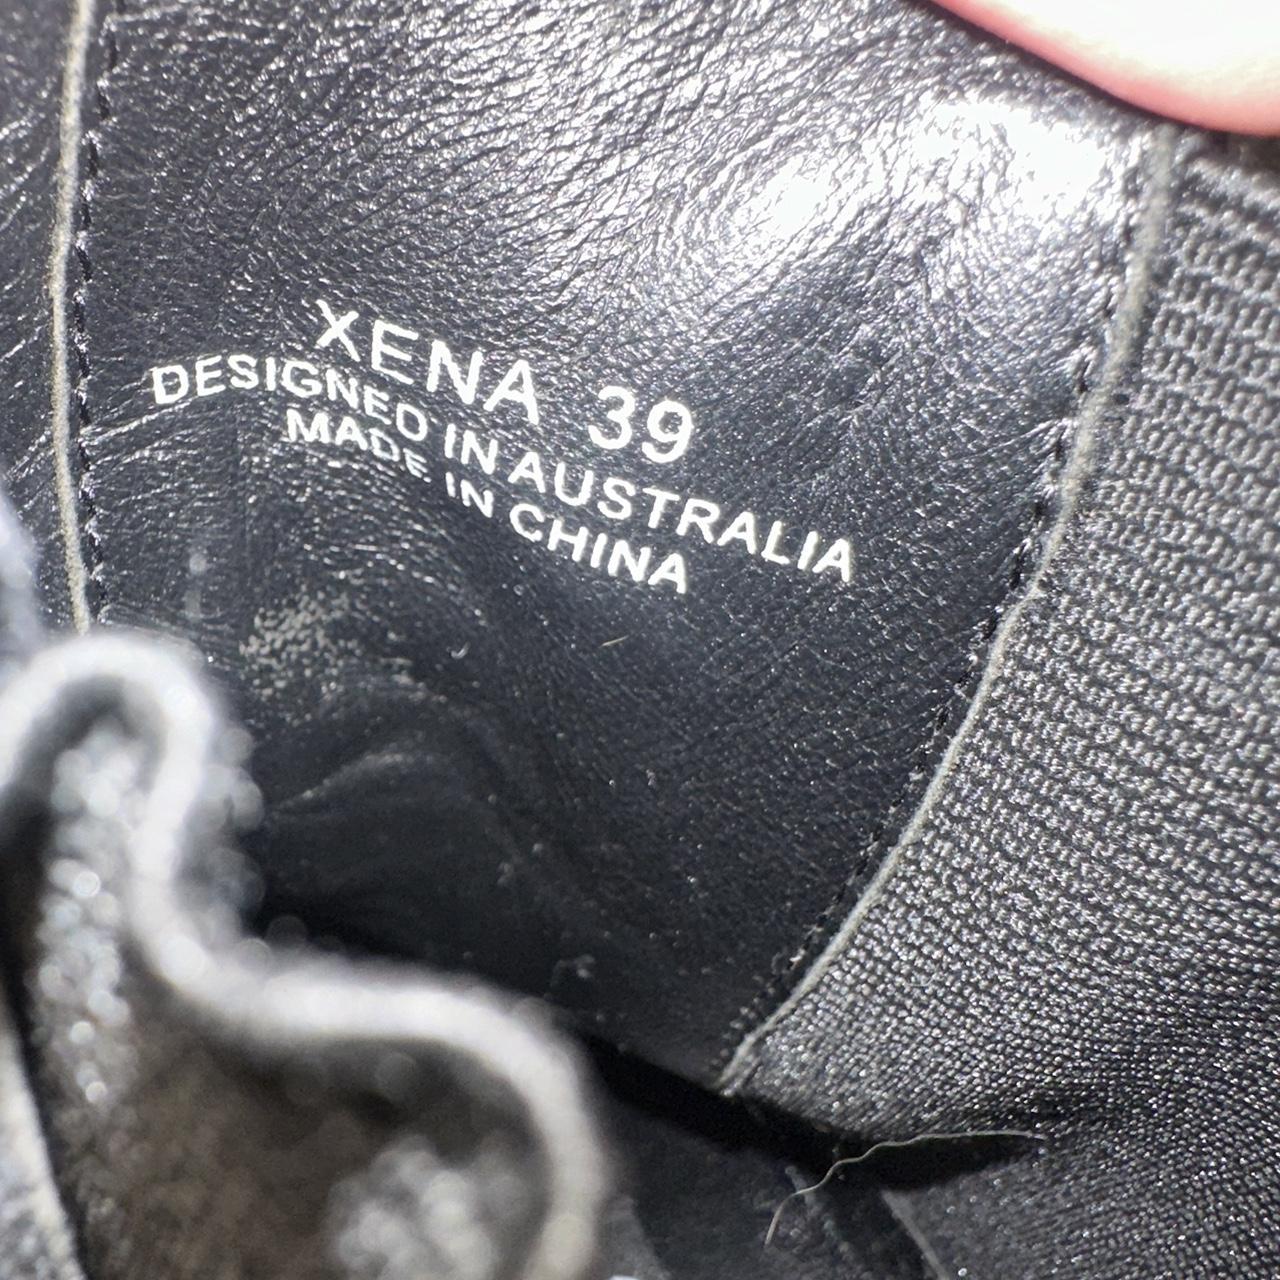 XENA 39
DESIGNED IN AUSTRALIA
MADE IN CHINA